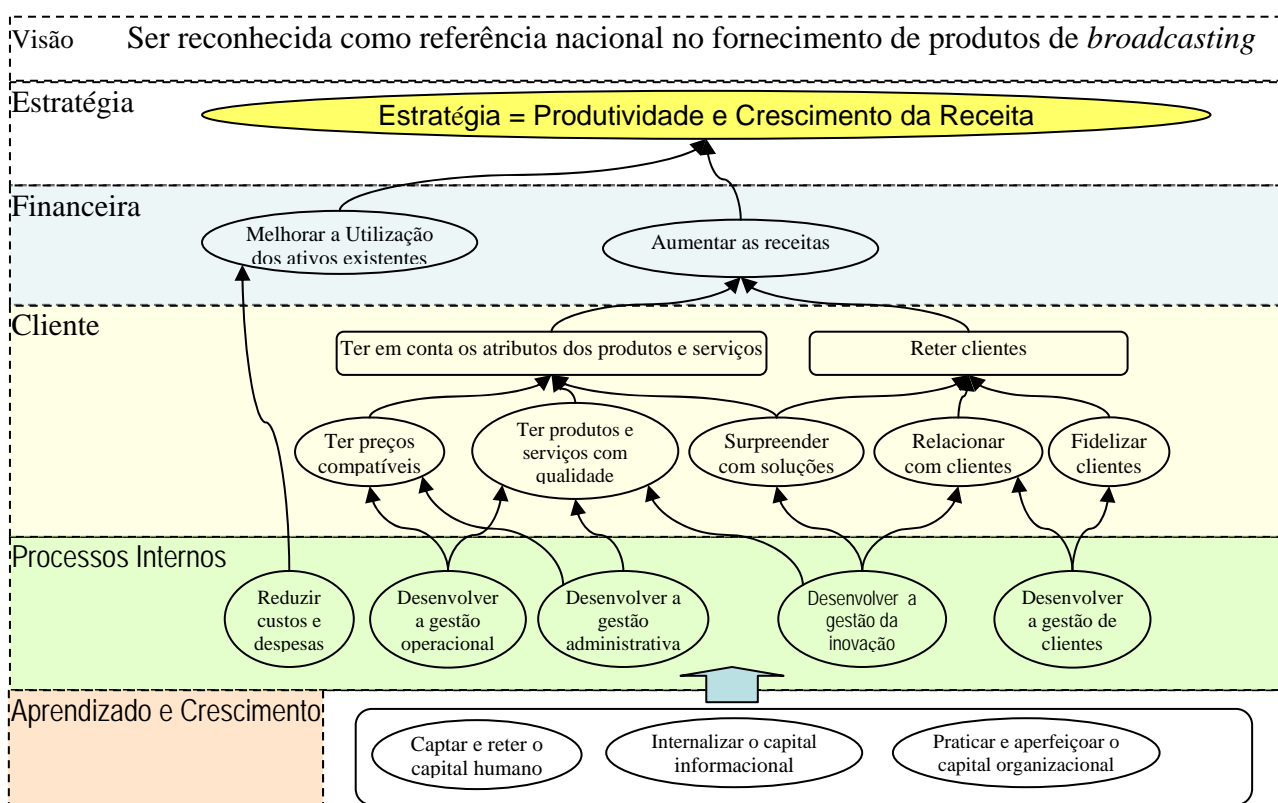 Visão Ser reconhecida como referência nacional no fornecimento de produtos de broadcasting
Estratégia
Estratégia = Produtividade e Crescimento da Receita
Financeira
Melhorar a Utilização
dos ativos existentes
Aumentar as receitas
Cliente
Ter em conta os atributos dos produtos e serviços
Reter clientes
Ter preços
compatíveis
Ter produtos e
serviços com
qualidade
Surpreender
com soluções
Relacionar
com clientes
Fidelizar
clientes
Processos Internos
Reduzir
custos e
despesas
Desenvolver
a gestão
operacional
Desenvolver a
gestão
administrativa
Desenvolver a
gestão da
inovação
Desenvolver
a gestão de
clientes
Aprendizado e Crescimento
Captar e reter o
capital humano
Internalizar o capital
informacional
Praticar e aperfeiçoar o
capital organizacional